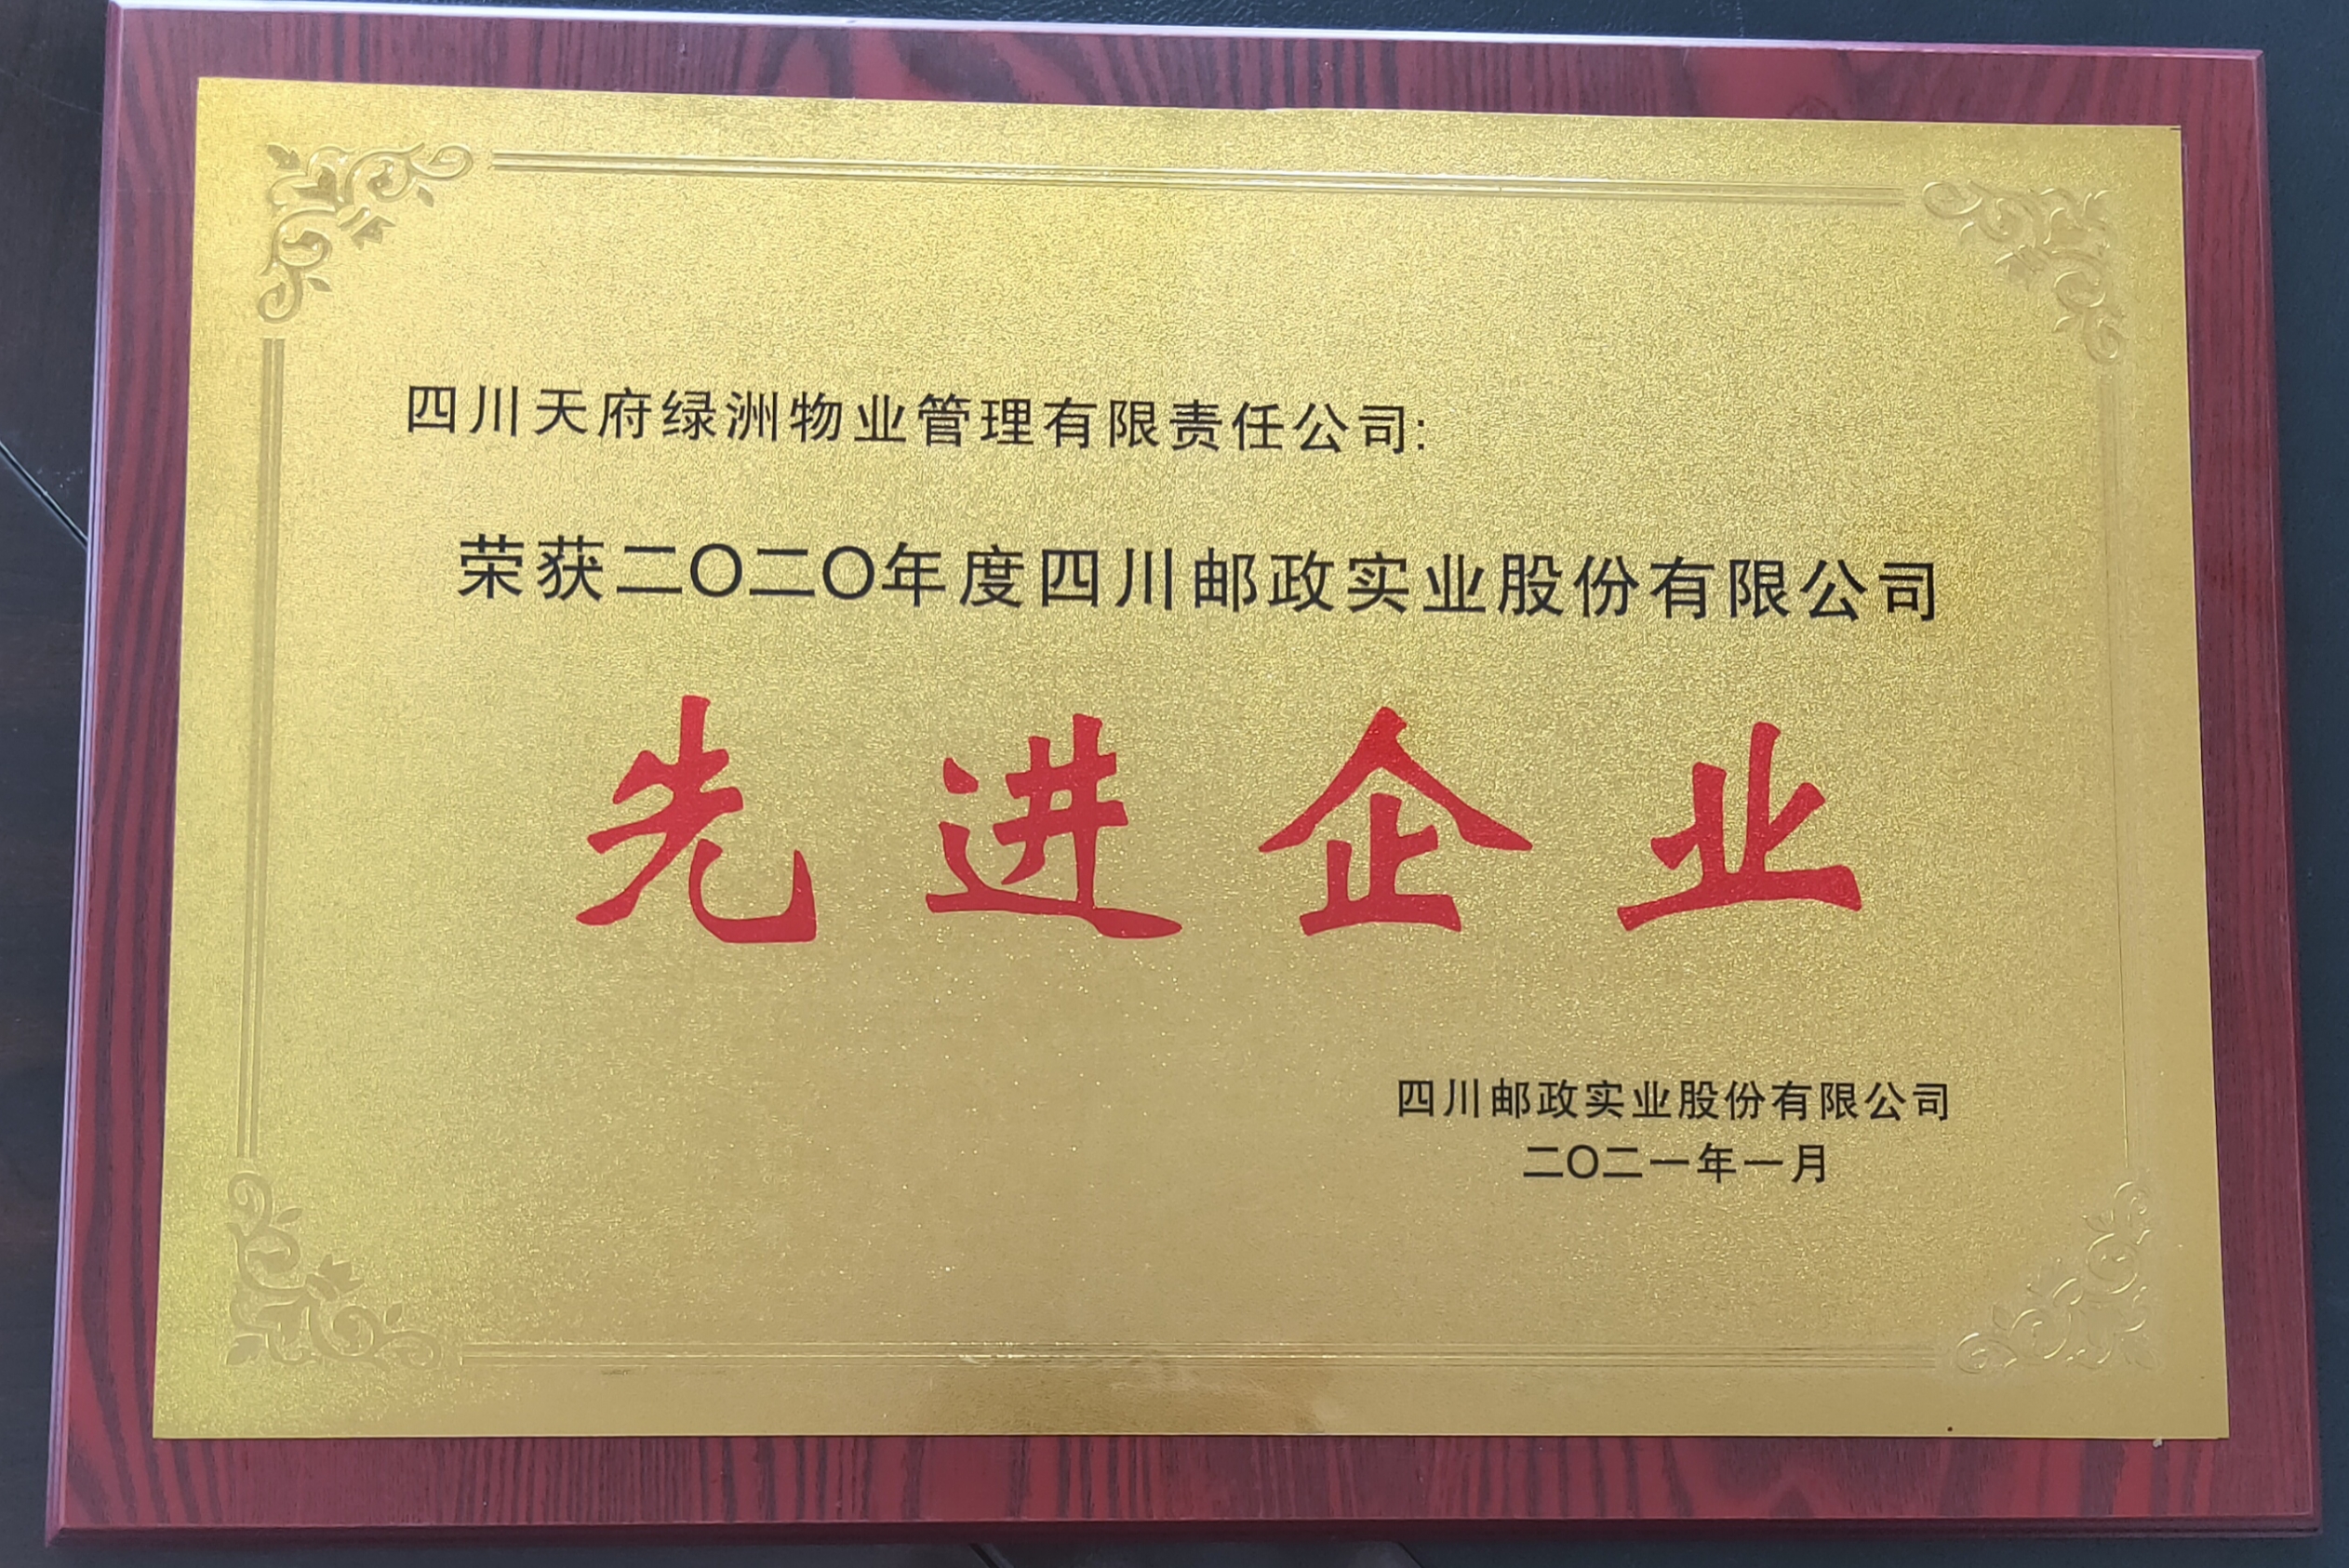 四川天府绿洲物业管理有限责任公司:
荣获二〇二〇年度四川邮政实业股份有限公司
先进企业
四川邮政实业股份有限公司
二〇二一年一月